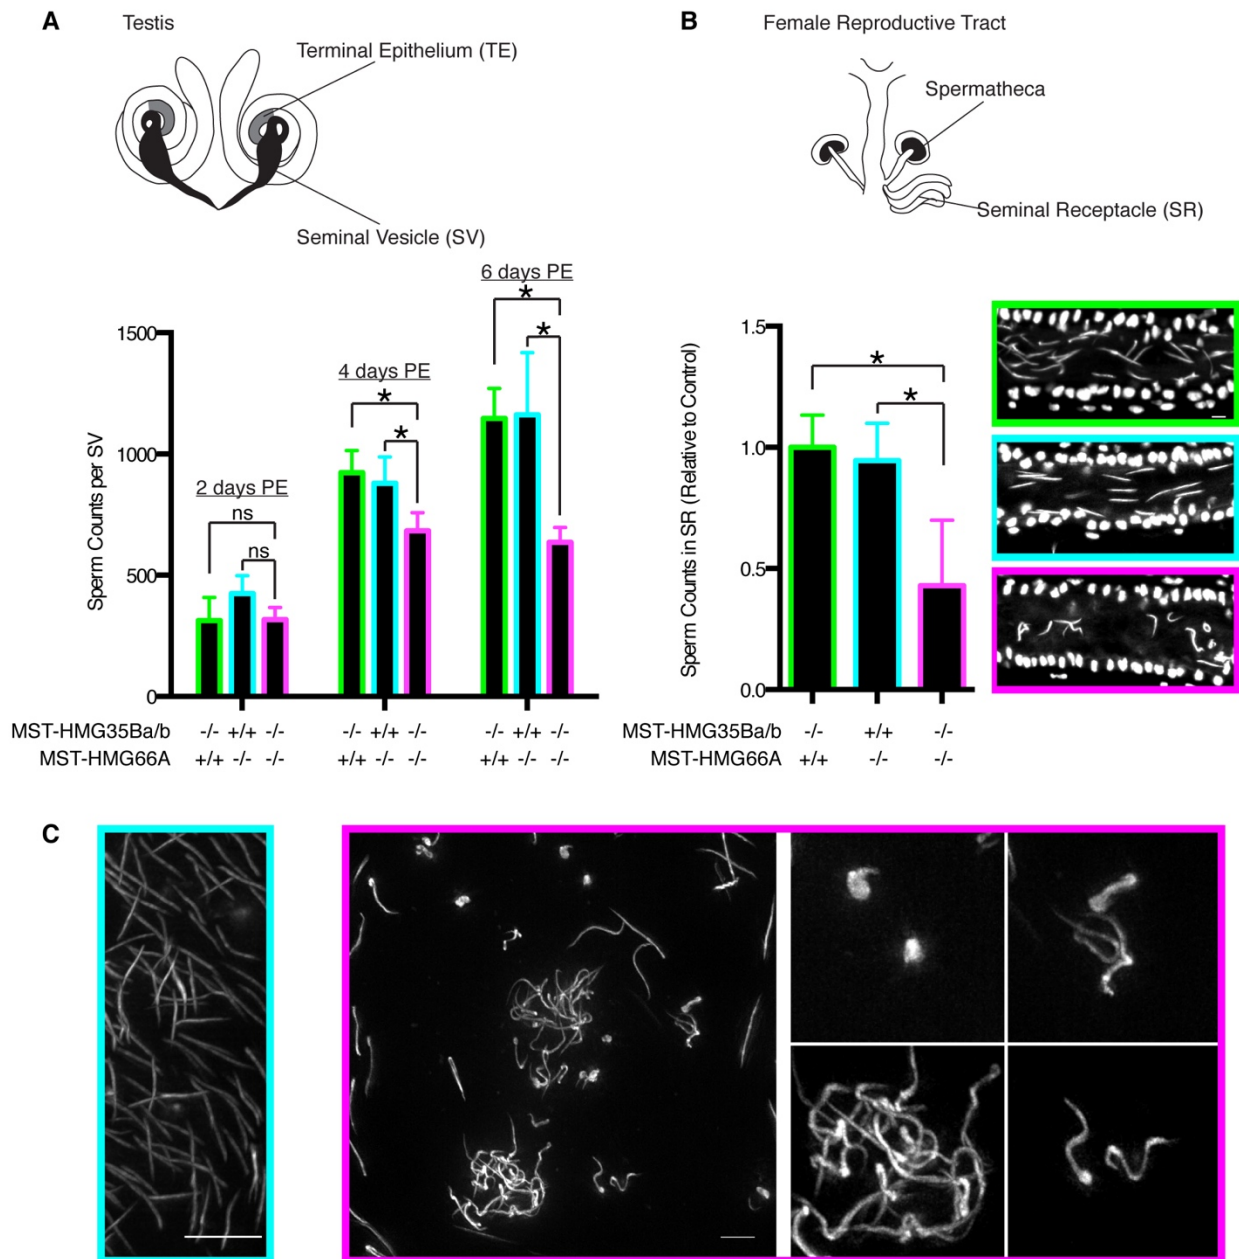 A
Testis
Terminal Epithelium (TE)
Seminal Vesicle (SV)
Sperm Counts per SV
1500
1000
500
0
2 days PE
ns
ns
4 days PE
*
*
6 days PE
*
*
MST-HMG35Ba/b -/- +/+ -/- -/- +/+ -/- -/- +/+ -/-
MST-HMG66A +/+ -/- -/- +/+ -/- -/- +/+ -/- -/-
B
Female Reproductive Tract
Spermatheca
Seminal Receptacle (SR)
Sperm Counts in SR (Relative to Control)
1.5
1.0
0.5
0.0
*
*
MST-HMG35Ba/b -/- +/+ -/-
MST-HMG66A +/+ -/- -/-
C